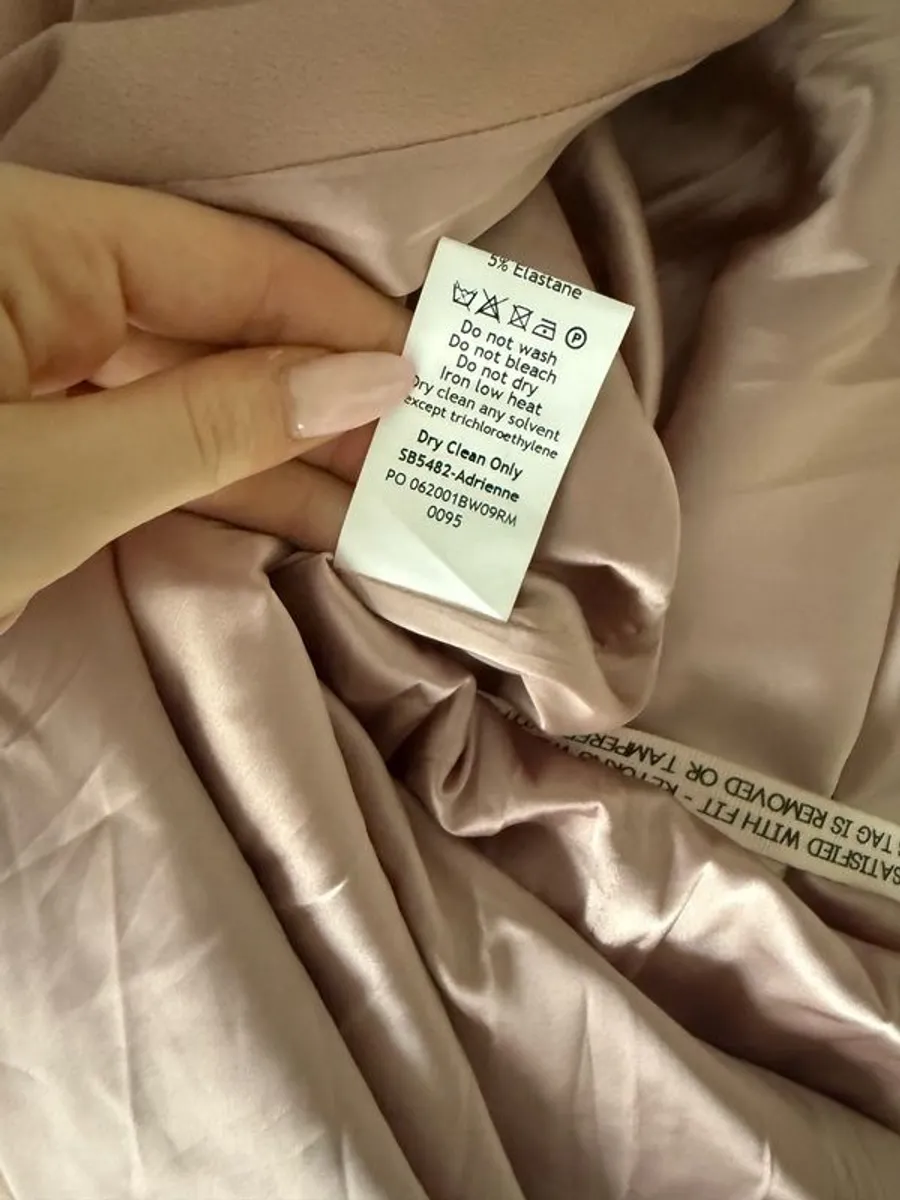 5% Elastane
P
Do not wash
Do not bleach
Do not dry
Iron low heat
Dry clean any solvent
except trichloroethylene
Dry Clean Only
SB5482-Adrienne
PO 062001BW09RM
0095
SATISFIED WITH FIT - RETURNS
TAG IS REMOVED OR TAMPERED